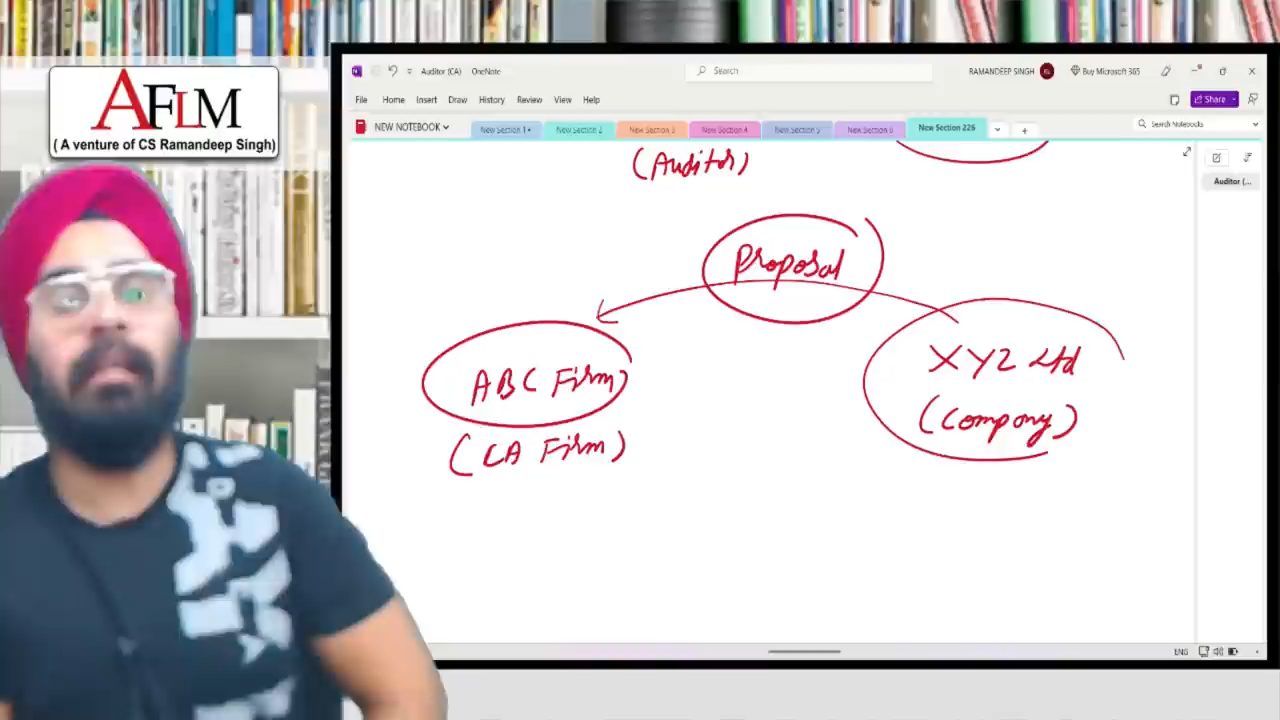 AFLM
( A venture of CS Ramandeep Singh)
Auditor (CA) OneNote
Search
RAMANDEEP SINGH
Buy Microsoft 365
File Home Insert Draw History Review View Help
Share
NEW NOTEBOOK
New Section 1 New Section 2 New Section 3 New Section 4 New Section 5 New Section 6 New Section 226
Search Notebooks
Auditor (...
(Auditor)
Proposal
ABC Firm
(CA Firm)
XYZ Ltd
(Company)
ENG